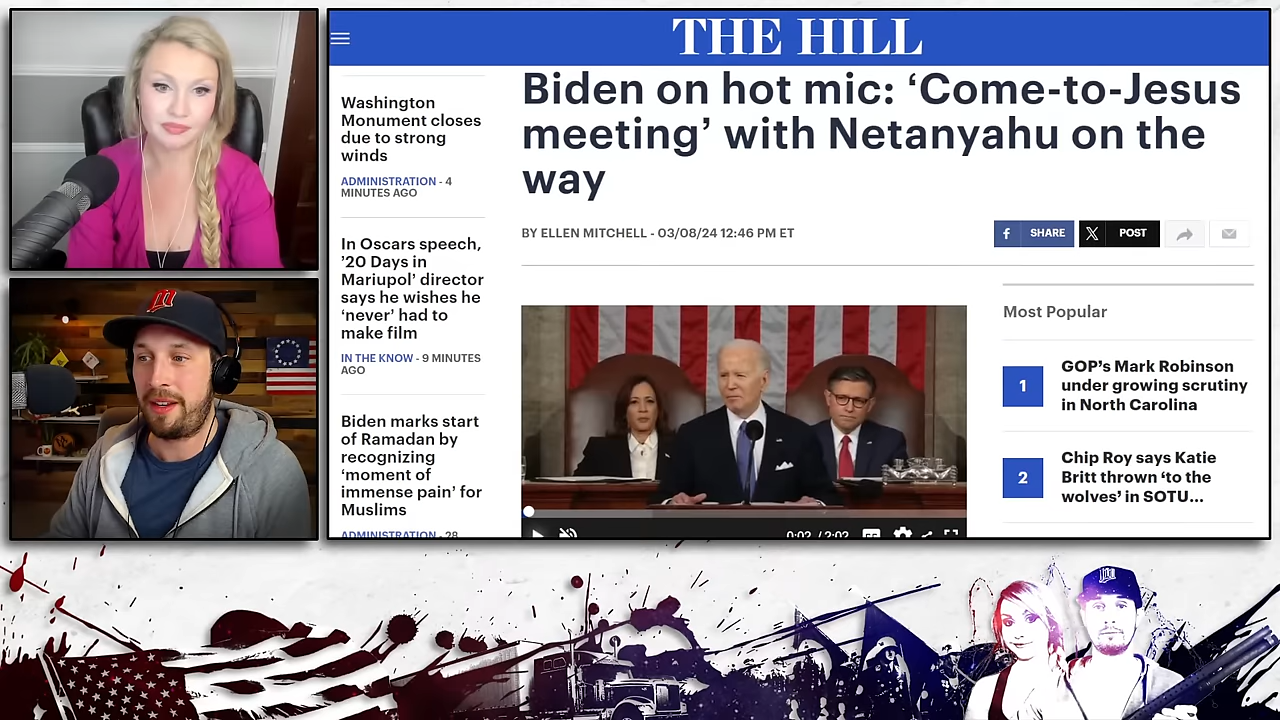 THE HILL
Washington
Monument closes
due to strong
winds
ADMINISTRATION - 4
MINUTES AGO
In Oscars speech,
’20 Days in
Mariupol’ director
says he wishes he
‘never’ had to
make film
IN THE KNOW - 9 MINUTES
AGO
Biden marks start
of Ramadan by
recognizing
‘moment of
immense pain’ for
Muslims
ADMINISTRATION - 28
Biden on hot mic: ‘Come-to-Jesus
meeting’ with Netanyahu on the
way
BY ELLEN MITCHELL - 03/08/24 12:46 PM ET
SHARE
POST
0:02 / 2:02
CC
Most Popular
1
GOP’s Mark Robinson
under growing scrutiny
in North Carolina
2
Chip Roy says Katie
Britt thrown ‘to the
wolves’ in SOTU...